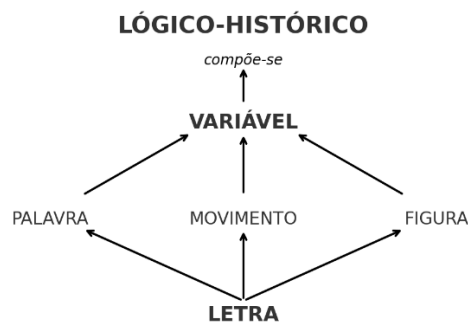 LÓGICO-HISTÓRICO
compõe-se
VARIÁVEL
PALAVRA MOVIMENTO FIGURA
LETRA